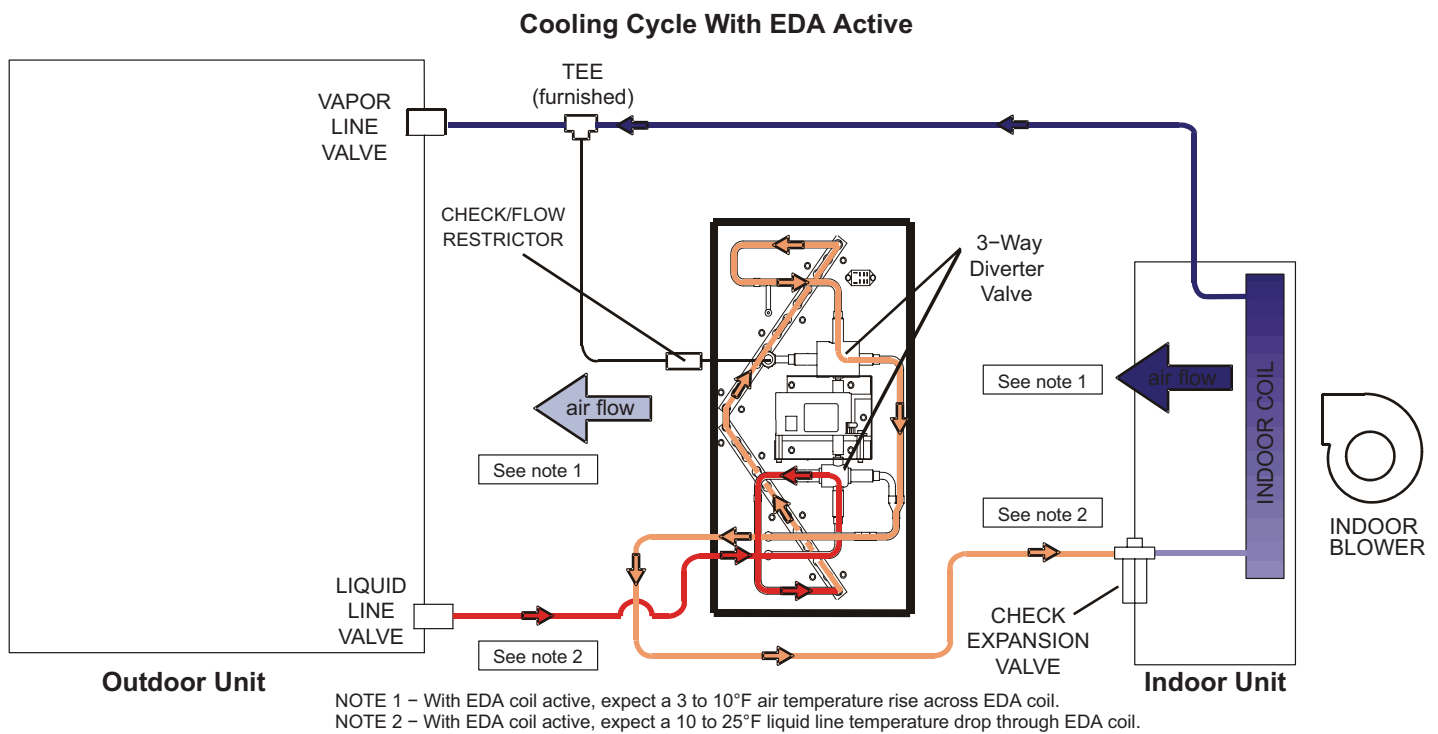 Cooling Cycle With EDA Active
TEE
(furnished)
VAPOR
LINE
VALVE
CHECK/FLOW
RESTRICTOR
3−Way
Diverter
Valve
See note 1
air flow
INDOOR COIL
air flow
See note 1
See note 2
INDOOR
BLOWER
LIQUID
LINE
VALVE
CHECK
EXPANSION
VALVE
See note 2
Outdoor Unit
Indoor Unit
NOTE 1 − With EDA coil active, expect a 3 to 10°F air temperature rise across EDA coil.
NOTE 2 − With EDA coil active, expect a 10 to 25°F liquid line temperature drop through EDA coil.